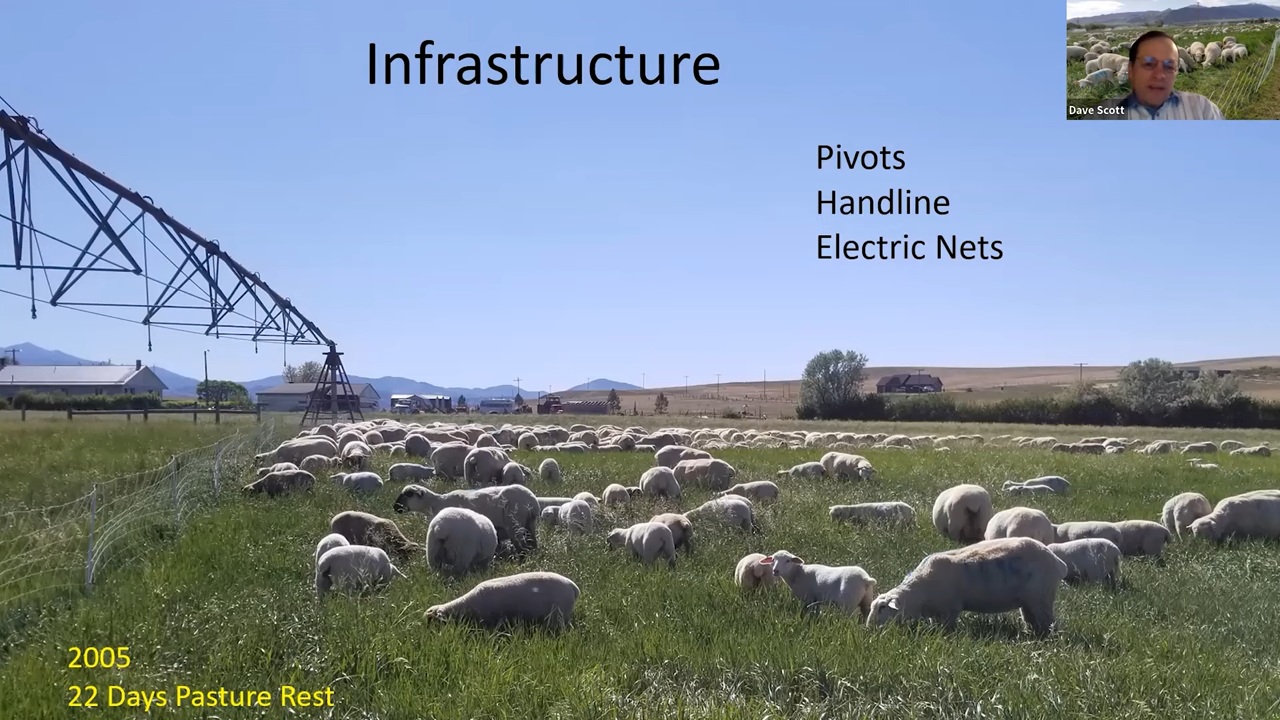 Infrastructure
Dave Scott
Pivots
Handline
Electric Nets
2005
22 Days Pasture Rest